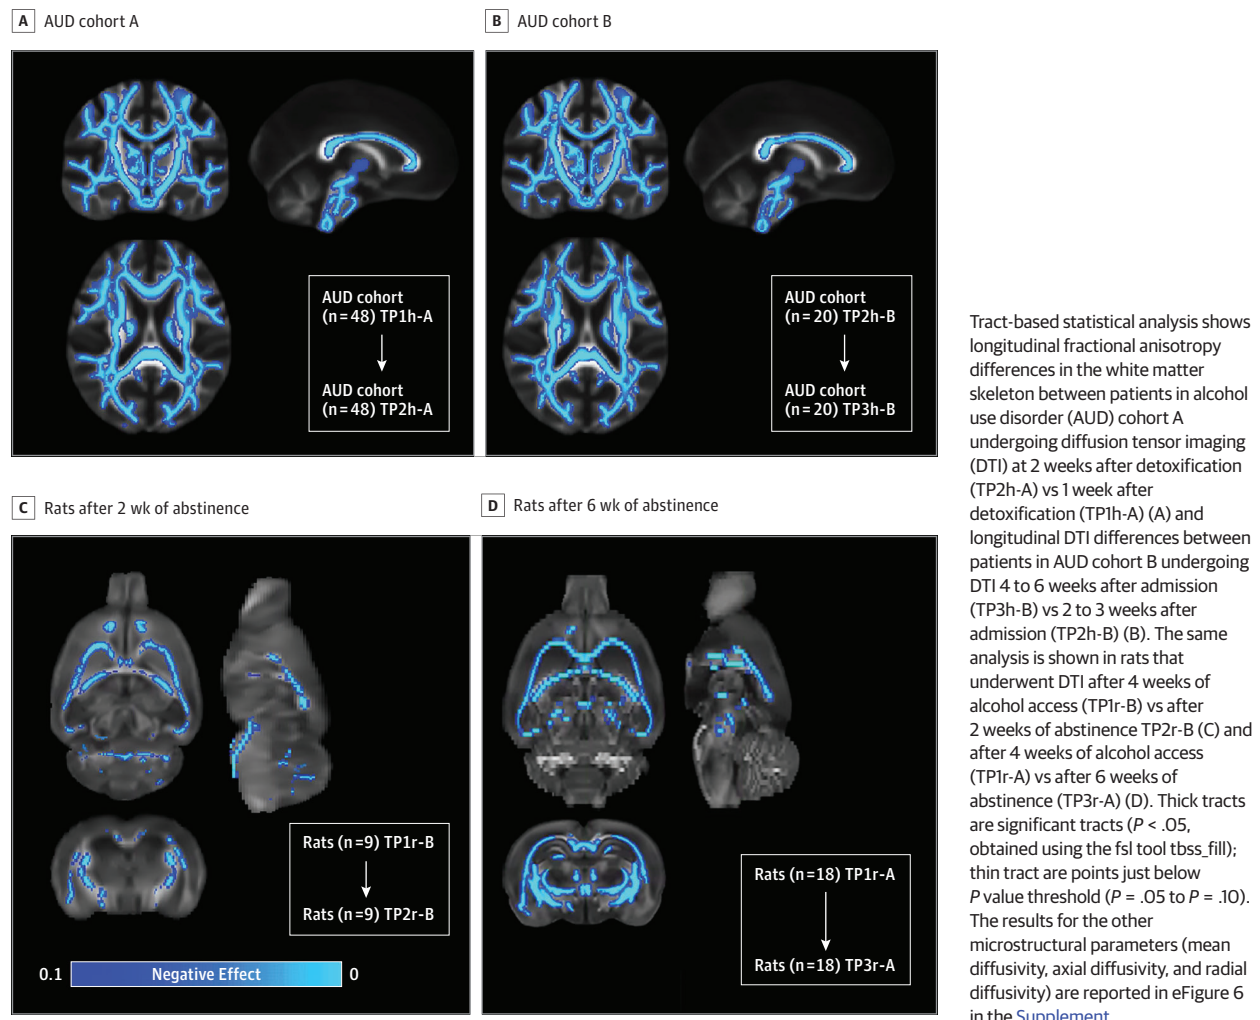 A AUD cohort A
B AUD cohort B
AUD cohort
(n=48) TP1h-A
AUD cohort
(n=48) TP2h-A
AUD cohort
(n=20) TP2h-B
AUD cohort
(n=20) TP3h-B
C Rats after 2 wk of abstinence
D Rats after 6 wk of abstinence
Rats (n=9) TP1r-B
Rats (n=9) TP2r-B
0.1 Negative Effect 0
Rats (n=18) TP1r-A
Rats (n=18) TP3r-A
Tract-based statistical analysis shows
longitudinal fractional anisotropy
differences in the white matter
skeleton between patients in alcohol
use disorder (AUD) cohort A
undergoing diffusion tensor imaging
(DTI) at 2 weeks after detoxification
(TP2h-A) vs 1 week after
detoxification (TP1h-A) (A) and
longitudinal DTI differences between
patients in AUD cohort B undergoing
DTI 4 to 6 weeks after admission
(TP3h-B) vs 2 to 3 weeks after
admission (TP2h-B) (B). The same
analysis is shown in rats that
underwent DTI after 4 weeks of
alcohol access (TP1r-B) vs after
2 weeks of abstinence TP2r-B (C) and
after 4 weeks of alcohol access
(TP1r-A) vs after 6 weeks of
abstinence (TP3r-A) (D). Thick tracts
are significant tracts (P < .05,
obtained using the fsl tool tbss_fill);
thin tract are points just below
P value threshold (P = .05 to P = .10).
The results for the other
microstructural parameters (mean
diffusivity, axial diffusivity, and radial
diffusivity) are reported in eFigure 6
in the Supplement.